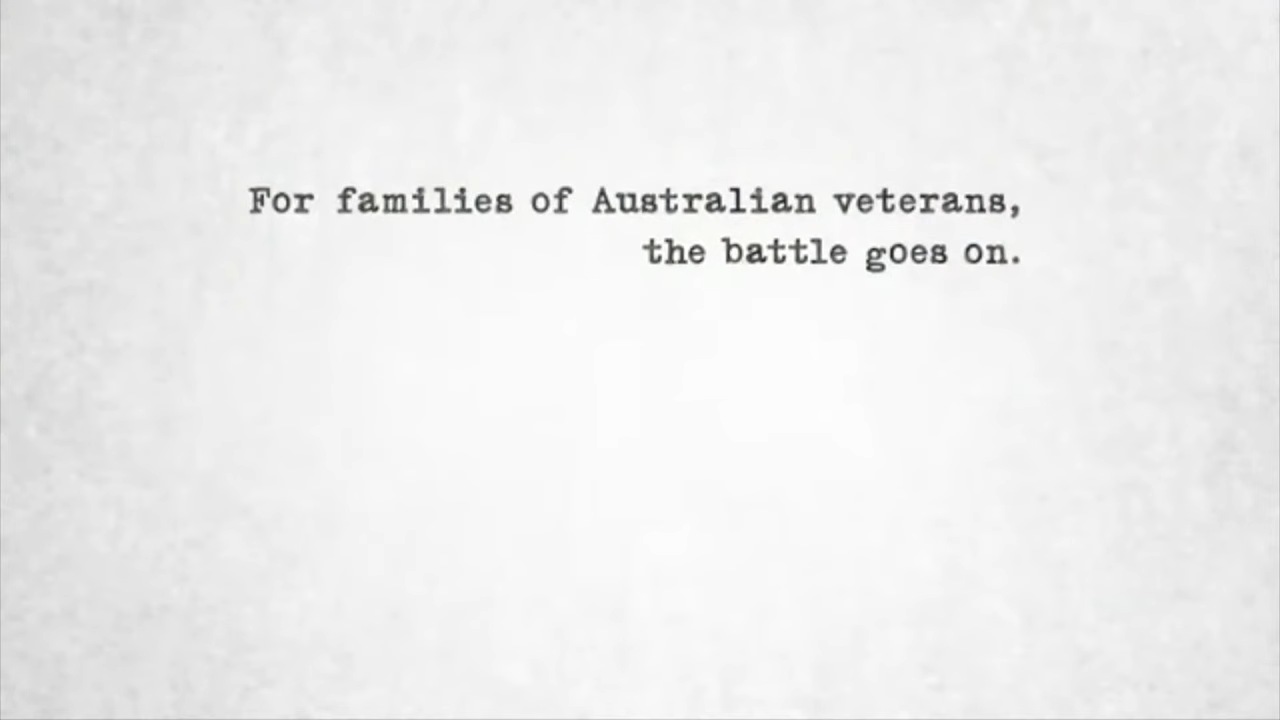 For families of Australian veterans,
the battle goes on.